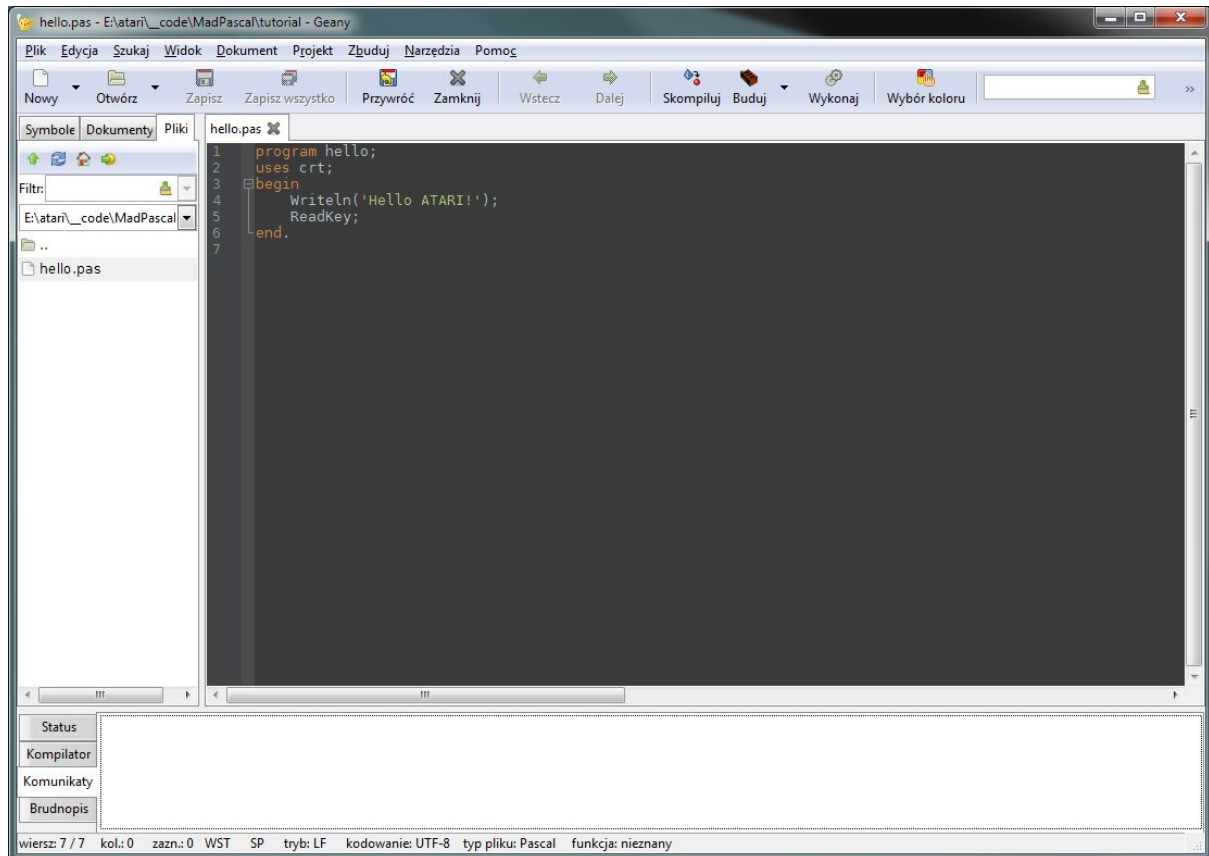 hello.pas - E:\atari\__code\MadPascal\tutorial - Geany
Plik Edycja Szukaj Widok Dokument Projekt Zbuduj Narzędzia Pomoc
Nowy Otwórz Zapisz Zapisz wszystko Przywróć Zamknij Wstecz Dalej Skompiluj Buduj Wykonaj Wybór koloru
Symbole Dokumenty Pliki hello.pas
Filtr:
E:\atari\__code\MadPascal
..
hello.pas
1 program hello;
2 uses crt;
3 begin
4 Writeln('Hello ATARI!');
5 ReadKey;
6 end.
7
Status
Kompilator
Komunikaty
Brudnopis
wiersz: 7 / 7 kol.: 0 zazn.: 0 WST SP tryb: LF kodowanie: UTF-8 typ pliku: Pascal funkcja: nieznany